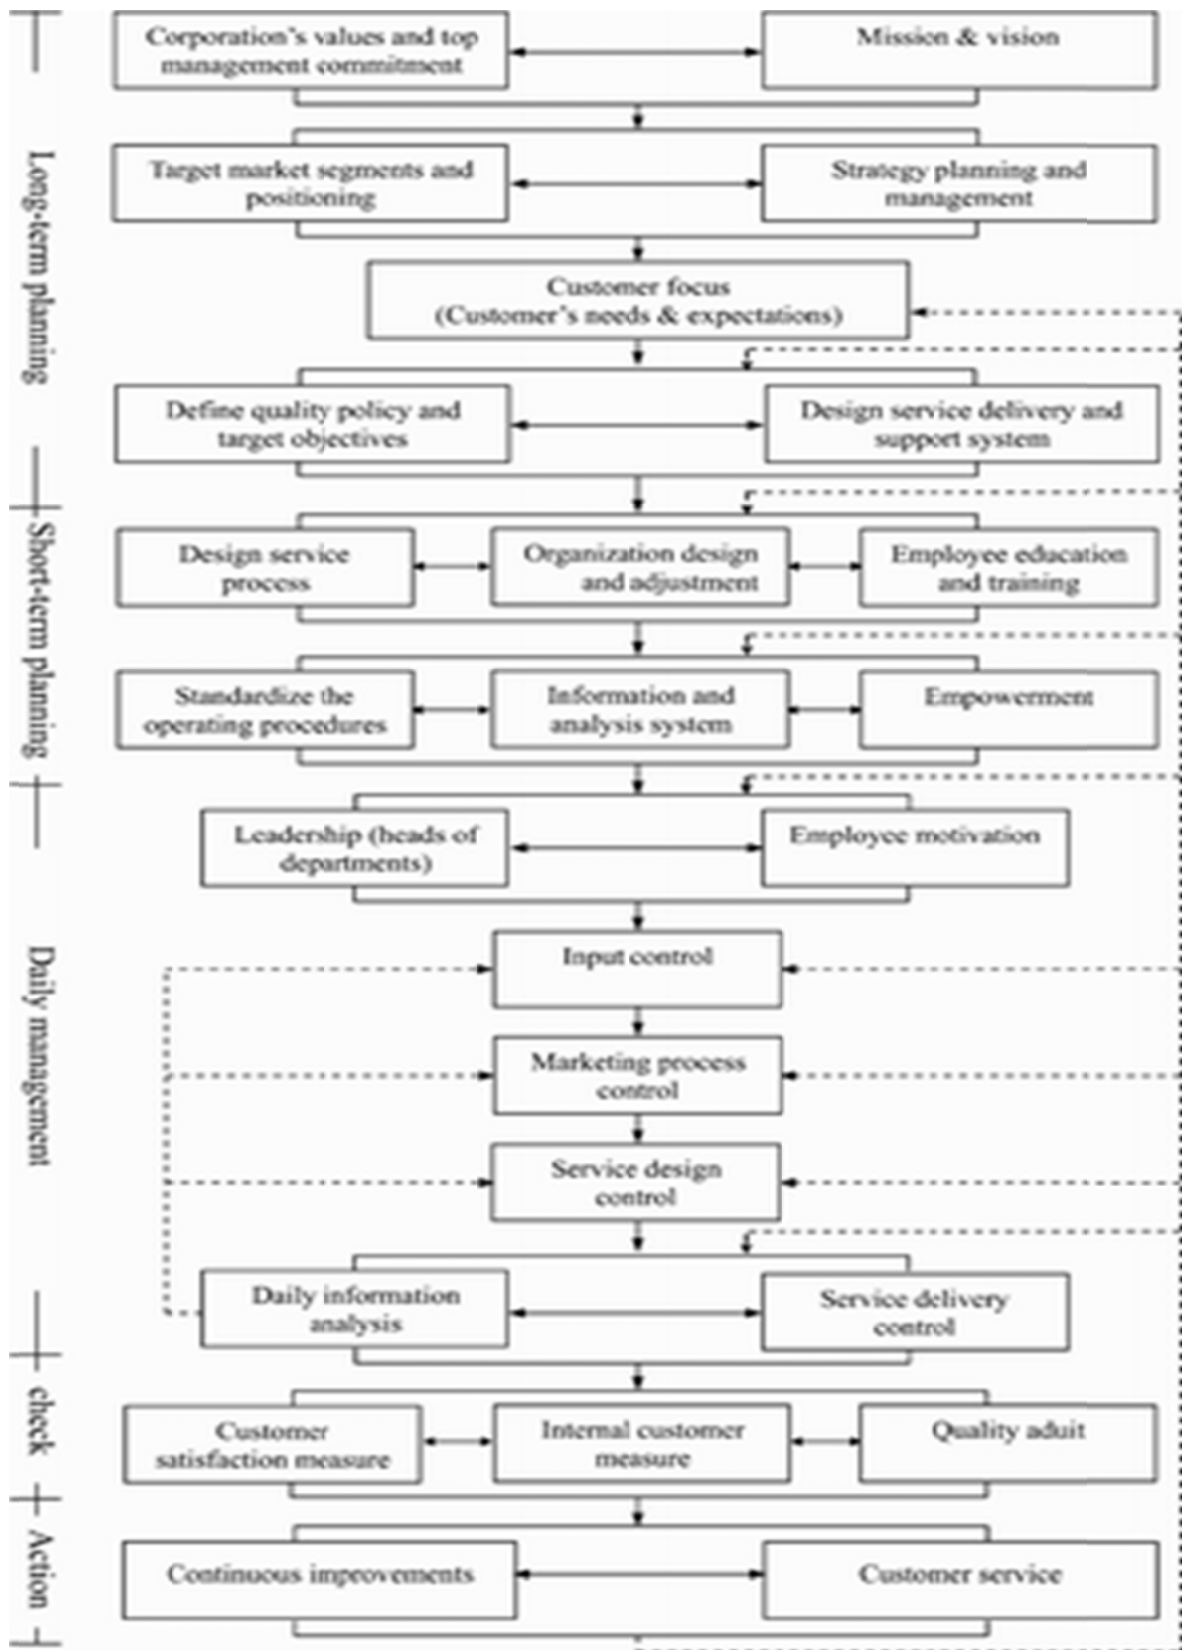 Corporation's values and top
management commitment
Mission & vision
Long-term planning
Target market segments and
positioning
Strategy planning and
management
Customer focus
(Customer's needs & expectations)
Define quality policy and
target objectives
Design service delivery and
support system
Short-term planning
Design service
process
Organization design
and adjustment
Employee education
and training
Standardize the
operating procedures
Information and
analysis system
Empowerment
Daily management
Leadership (heads of
departments)
Employee motivation
Input control
Marketing process
control
Service design
control
Daily information
analysis
Service delivery
control
check
Customer
satisfaction measure
Internal customer
measure
Quality aduit
Action
Continuous improvements
Customer service